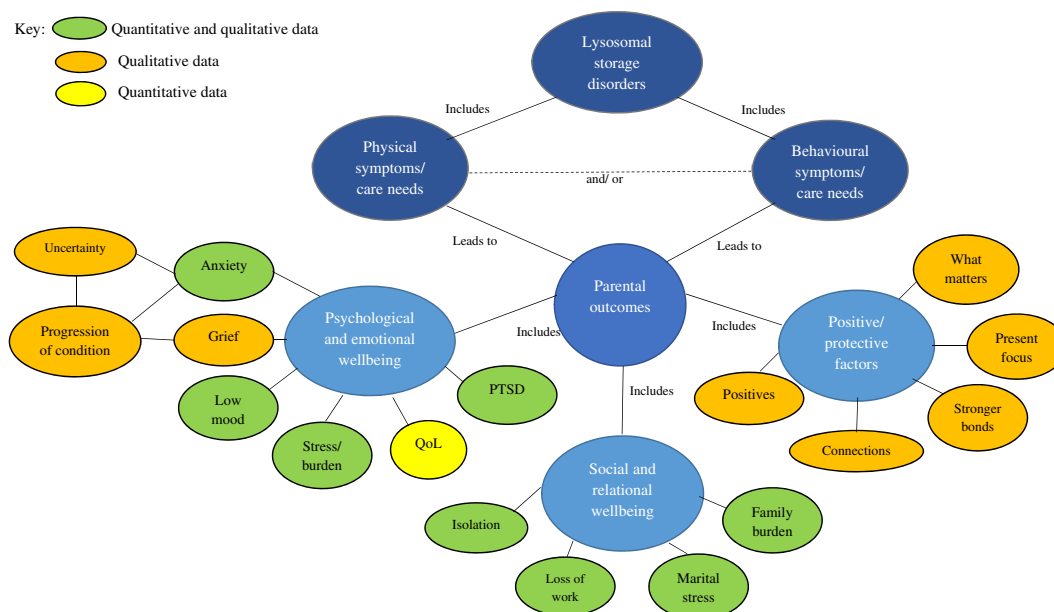 Key:
Quantitative and qualitative data
Qualitative data
Quantitative data
Lysosomal
storage
disorders
Includes
Includes
Physical
symptoms/
care needs
and/ or
Behavioural
symptoms/
care needs
Leads to
Leads to
Uncertainty
Anxiety
Progression
of condition
Grief
Low
mood
Psychological
and emotional
wellbeing
Stress/
burden
QoL
PTSD
Includes
Parental
outcomes
Includes
Includes
Positive/
protective
factors
What
matters
Present
focus
Stronger
bonds
Connections
Positives
Social and
relational
wellbeing
Isolation
Loss of
work
Marital
stress
Family
burden